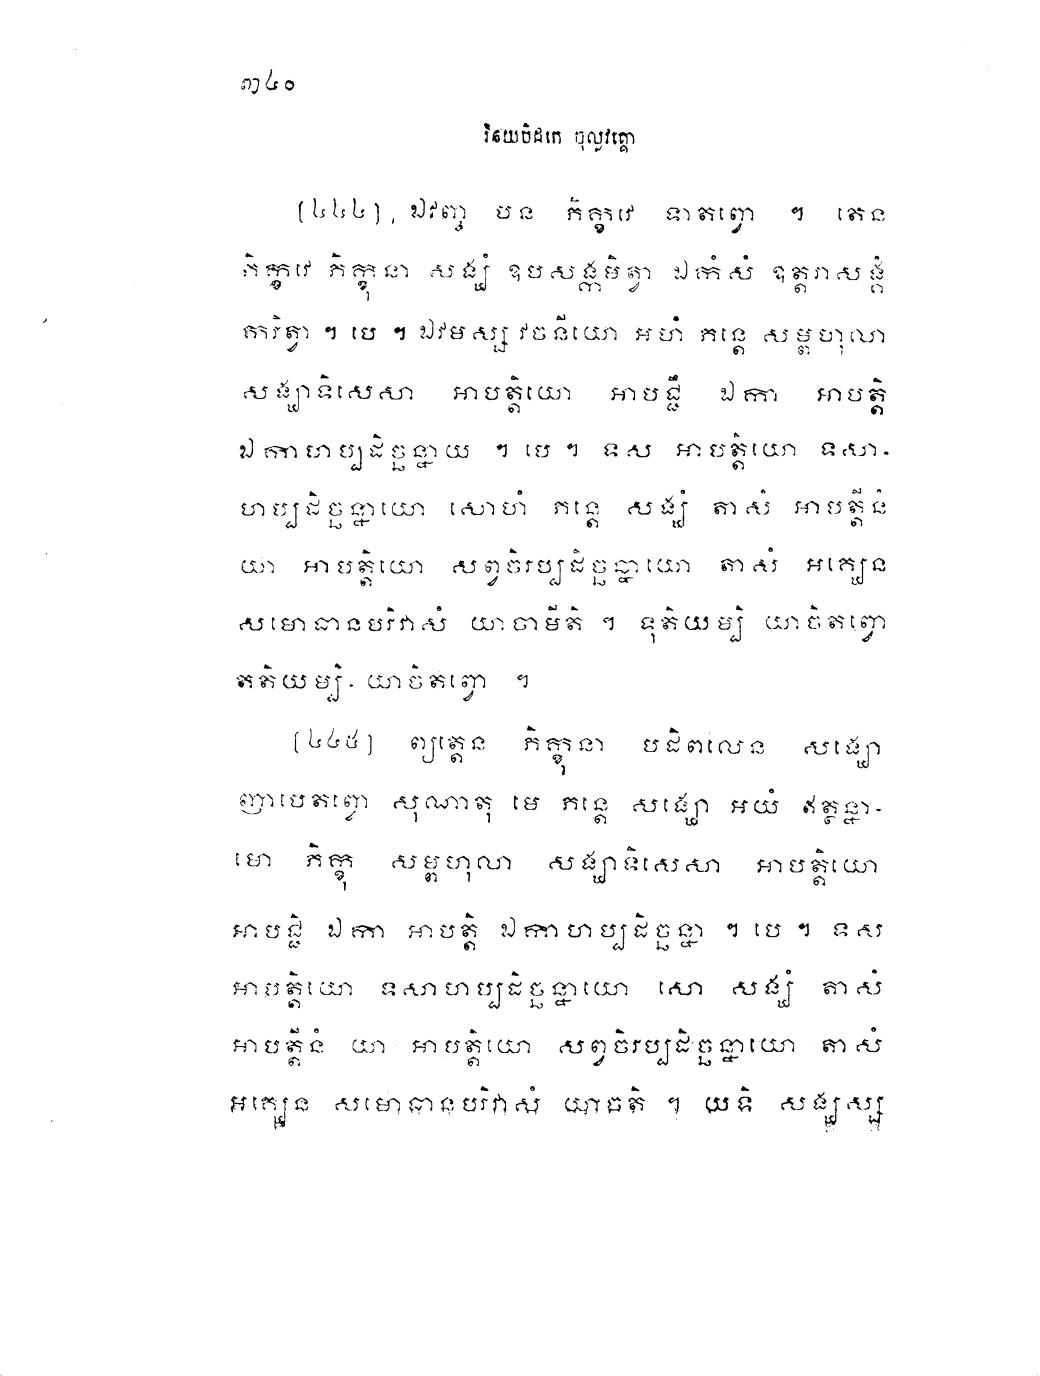 ៣៤០
វិនយបិដកេ ចុល្លវគ្គោ
(៤៤៤) ឯវញ្ច បន ភិក្ខវេ ទាតព្វោ ។ តេន
ភិក្ខវេ ភិក្ខុនា សង្ឃំ ឧបសង្កមិត្វា ឯកំសំ ឧត្តរាសង្គំ
ការិត្វា ។ បេ ។ ឯវមស្ស វចនីយោ អហំ ភន្តេ សម្ពហុលា
សង្ឃាទិសេសា អាបត្តិយោ អាបជ្ជឹ ឯកា អាបត្តិ
ឯកាហប្បដិច្ឆន្នាយ ។ បេ ។ ទស អាបត្តិយោ ទសា-
ហប្បដិច្ឆន្នាយោ សោហំ ភន្តេ សង្ឃំ តាសំ អាបត្តីនំ
យា អាបត្តិយោ សព្វចិរប្បដិច្ឆន្នាយោ តាសំ អគ្ឃេន
សមោធានបរិវាសំ យាចាមីតិ ។ ទុតិយម្បិ យាចិតព្វោ
តតិយម្បិ យាចិតព្វោ ។
(៤៤៥) ព្យត្តេន ភិក្ខុនា បដិពលេន សង្ឃោ
ញាបេតព្វោ សុណាតុ មេ ភន្តេ សង្ឃោ អយំ ឥត្ថន្នា-
មោ ភិក្ខុ សម្ពហុលា សង្ឃាទិសេសា អាបត្តិយោ
អាបជ្ជិ ឯកា អាបត្តិ ឯកាហប្បដិច្ឆន្នា ។ បេ ។ ទស
អាបត្តិយោ ទសាហប្បដិច្ឆន្នាយោ សោ សង្ឃំ តាសំ
អាបត្តីនំ យា អាបត្តិយោ សព្វចិរប្បដិច្ឆន្នាយោ តាសំ
អគ្ឃេន សមោធានបរិវាសំ យាចតិ ។ យទិ សង្ឃស្ស